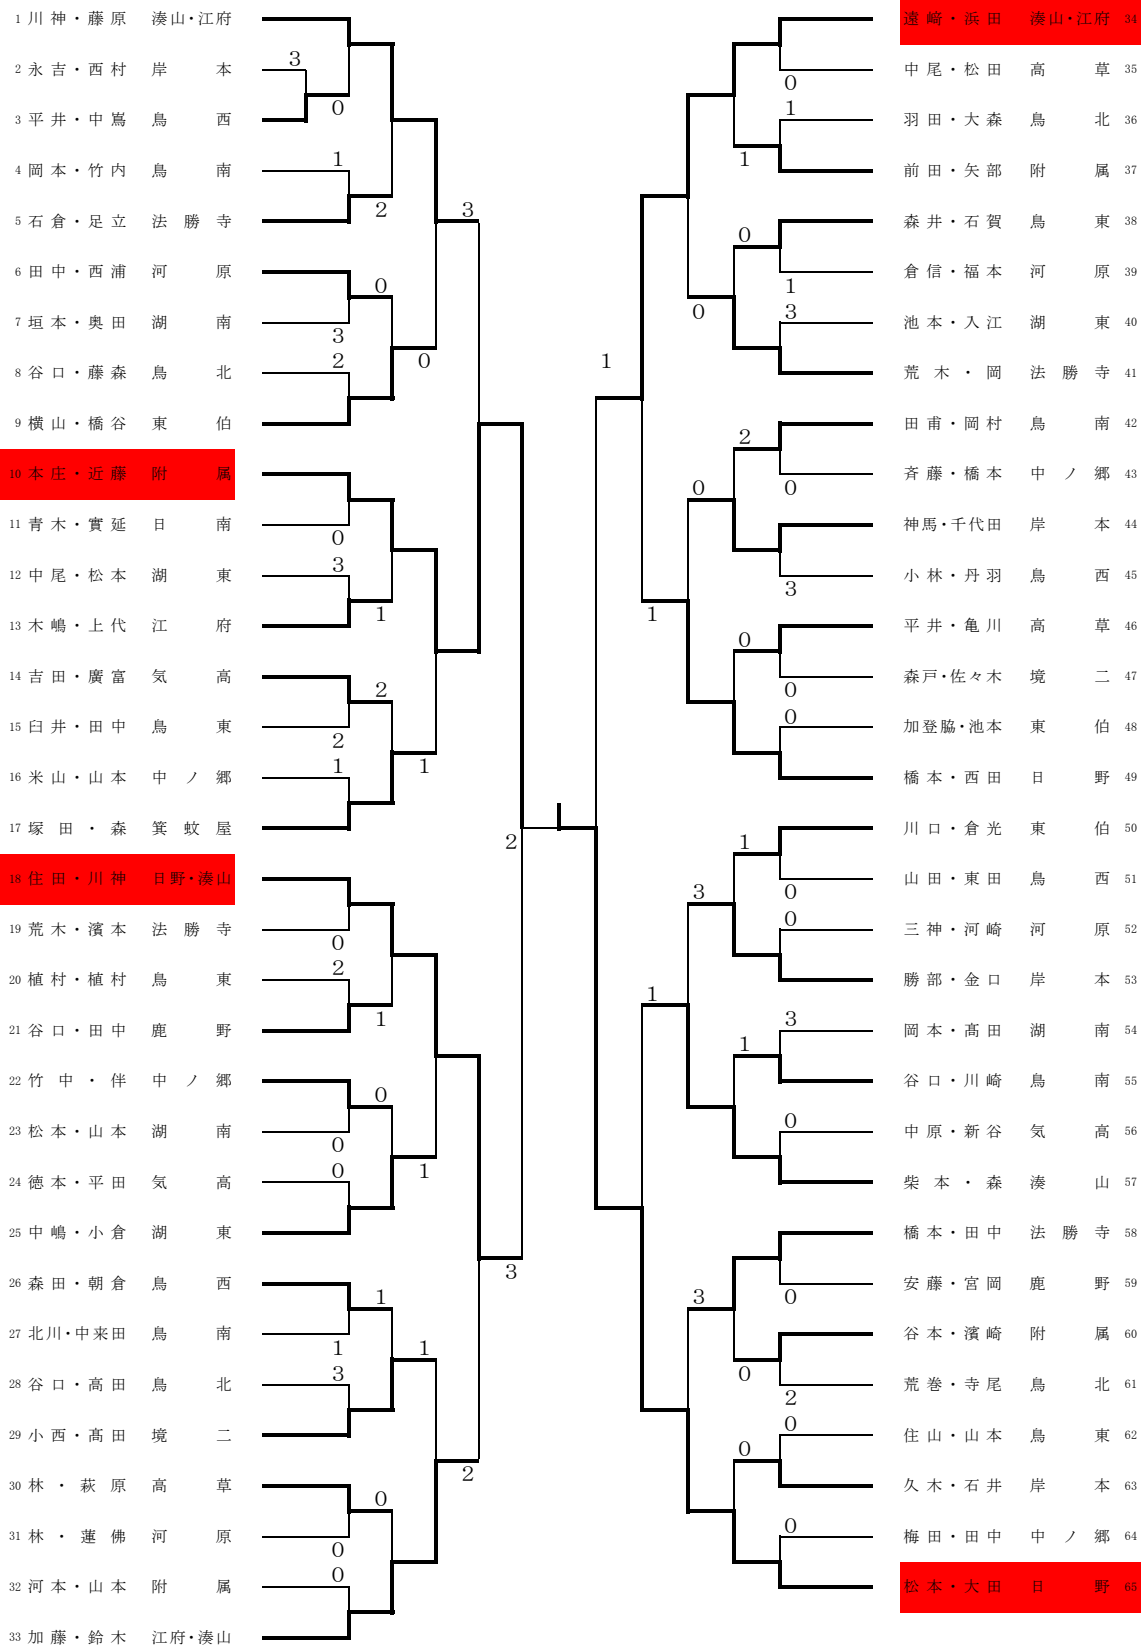 1 川神・藤原 湊山・江府
2 永吉・西村 岸本
3 平井・中嶌 鳥西
4 岡本・竹内 鳥南
5 石倉・足立 法勝寺
6 田中・西浦 河原
7 垣本・奥田 湖南
8 谷口・藤森 鳥北
9 横山・橋谷 東伯
10 本庄・近藤 附属
11 青木・實延 日南
12 中尾・松本 湖東
13 木嶋・上代 江府
14 吉田・廣富 気高
15 臼井・田中 鳥東
16 米山・山本 中ノ郷
17 塚田・森 箕蚊屋
18 住田・川神 日野・湊山
19 荒木・濱本 法勝寺
20 植村・植村 鳥東
21 谷口・田中 鹿野
22 竹中・伴 中ノ郷
23 松本・山本 湖南
24 徳本・平田 気高
25 中嶋・小倉 湖東
26 森田・朝倉 鳥西
27 北川・中来田 鳥南
28 谷口・高田 鳥北
29 小西・髙田 境二
30 林・萩原 高草
31 林・蓮佛 河原
32 河本・山本 附属
33 加藤・鈴木 江府・湊山
3
0
1
2
3
0
3
2
0
0
3
1
2
2
1
1
2
0
2
1
0
0
0
1
3
1
1
3
1
2
0
0
0
遠﨑・浜田 湊山・江府 34
中尾・松田 高草 35
羽田・大森 鳥北 36
前田・矢部 附属 37
森井・石賀 鳥東 38
倉信・福本 河原 39
池本・入江 湖東 40
荒木・岡 法勝寺 41
田甫・岡村 鳥南 42
斉藤・橋本 中ノ郷 43
神馬・千代田 岸本 44
小林・丹羽 鳥西 45
平井・亀川 高草 46
森戸・佐々木 境二 47
加登脇・池本 東伯 48
橋本・西田 日野 49
川口・倉光 東伯 50
山田・東田 鳥西 51
三神・河崎 河原 52
勝部・金口 岸本 53
岡本・髙田 湖南 54
谷口・川崎 鳥南 55
中原・新谷 気高 56
柴本・森 湊山 57
橋本・田中 法勝寺 58
安藤・宮岡 鹿野 59
谷本・濱崎 附属 60
荒巻・寺尾 鳥北 61
住山・山本 鳥東 62
久木・石井 岸本 63
梅田・田中 中ノ郷 64
松本・大田 日野 65
0
1
1
0
1
0
3
1
2
0
0
3
1
0
0
0
1
0
3
0
1
3
1
0
3
0
0
2
0
0
0